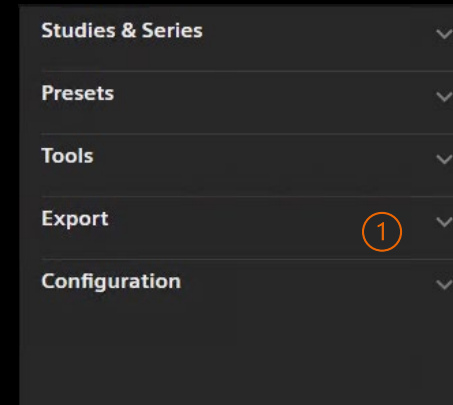 Studies & Series
Presets
Tools
Export
1
Configuration